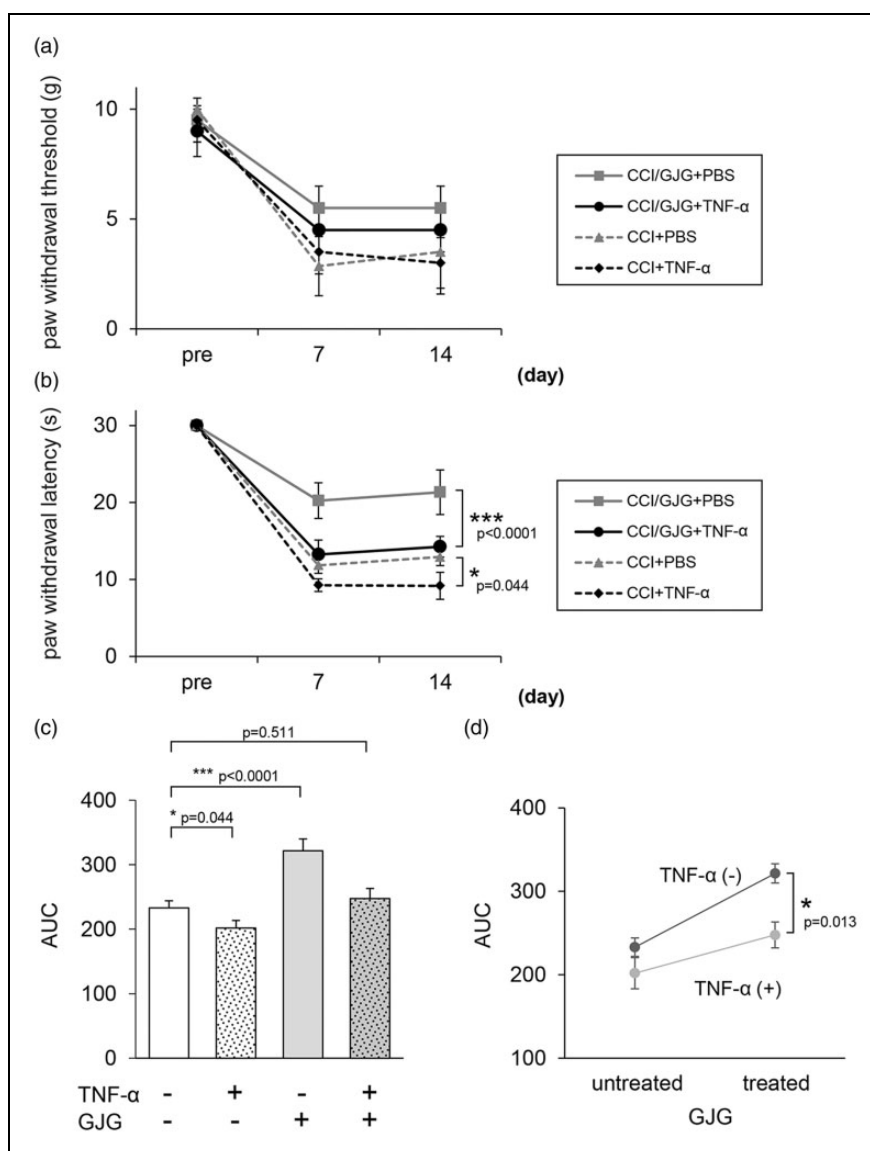 (a)
paw withdrawal threshold (g)
10
5
0
pre
7
14
(day)
CCI/GJG+PBS
CCI/GJG+TNF-α
CCI+PBS
CCI+TNF-α
(b)
paw withdrawal latency (s)
30
20
10
0
pre
7
14
(day)
***
p<0.0001
*
p=0.044
CCI/GJG+PBS
CCI/GJG+TNF-α
CCI+PBS
CCI+TNF-α
(c)
p=0.511
*** p<0.0001
* p=0.044
AUC
400
300
200
100
0
TNF-α - + - +
GJG - - + +
(d)
AUC
400
300
200
100
TNF-α (-)
TNF-α (+)
*
p=0.013
untreated treated
GJG